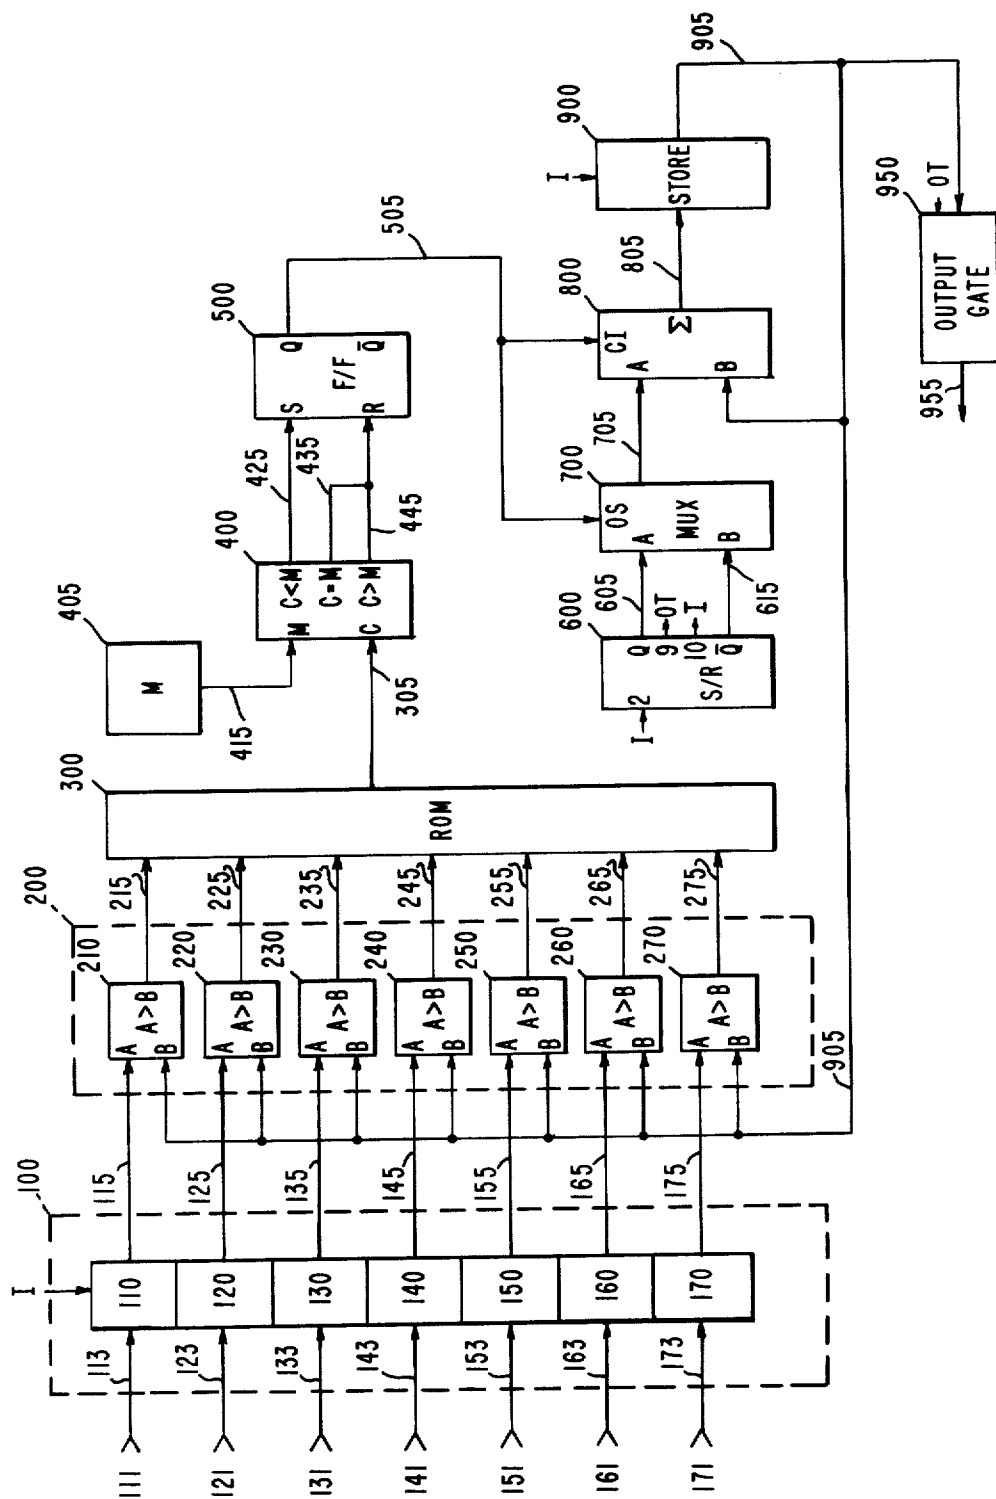 111
121
131
141
151
161
171
113
123
133
143
153
163
173
I
100
110
120
130
140
150
160
170
1115
125
135
145
1155
165
175
905
200
210
A
B
A>B
220
A
B
A>B
230
A
B
A>B
240
A
B
A>B
250
A
B
A>B
260
A
B
A>B
270
A
B
A>B
215
225
235
245
255
265
275
300
ROM
305
405
M
415
400
M C<M
C=M
C C>M
425
435
445
500
S Q
F/F
R Q̅
505
I
600
2 Q
9 OT
10 I
S/R Q̅
605
615
700
OS
A
MUX
B
705
800
CI
A
Σ
B
805
I
900
STORE
905
950
OT
OUTPUT
GATE
955